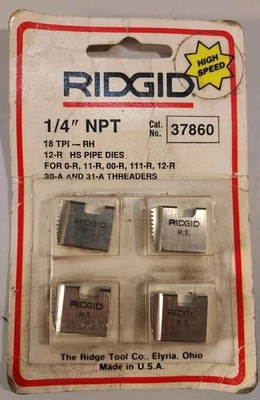 RIDGID
HIGH
SPEED
1/4" NPT
Cat.
No.
37860
18 TPI — RH
12-R HS PIPE DIES
FOR 0-R, 11-R, 00-R, 111-R, 12-R
30-A AND 31-A THREADERS
RIDGID
H.S.
RIDGID
H.S.
RIDGID
H.S.
RIDGID
H.S.
The Ridge Tool Co., Elyria, Ohio
Made in U.S.A.